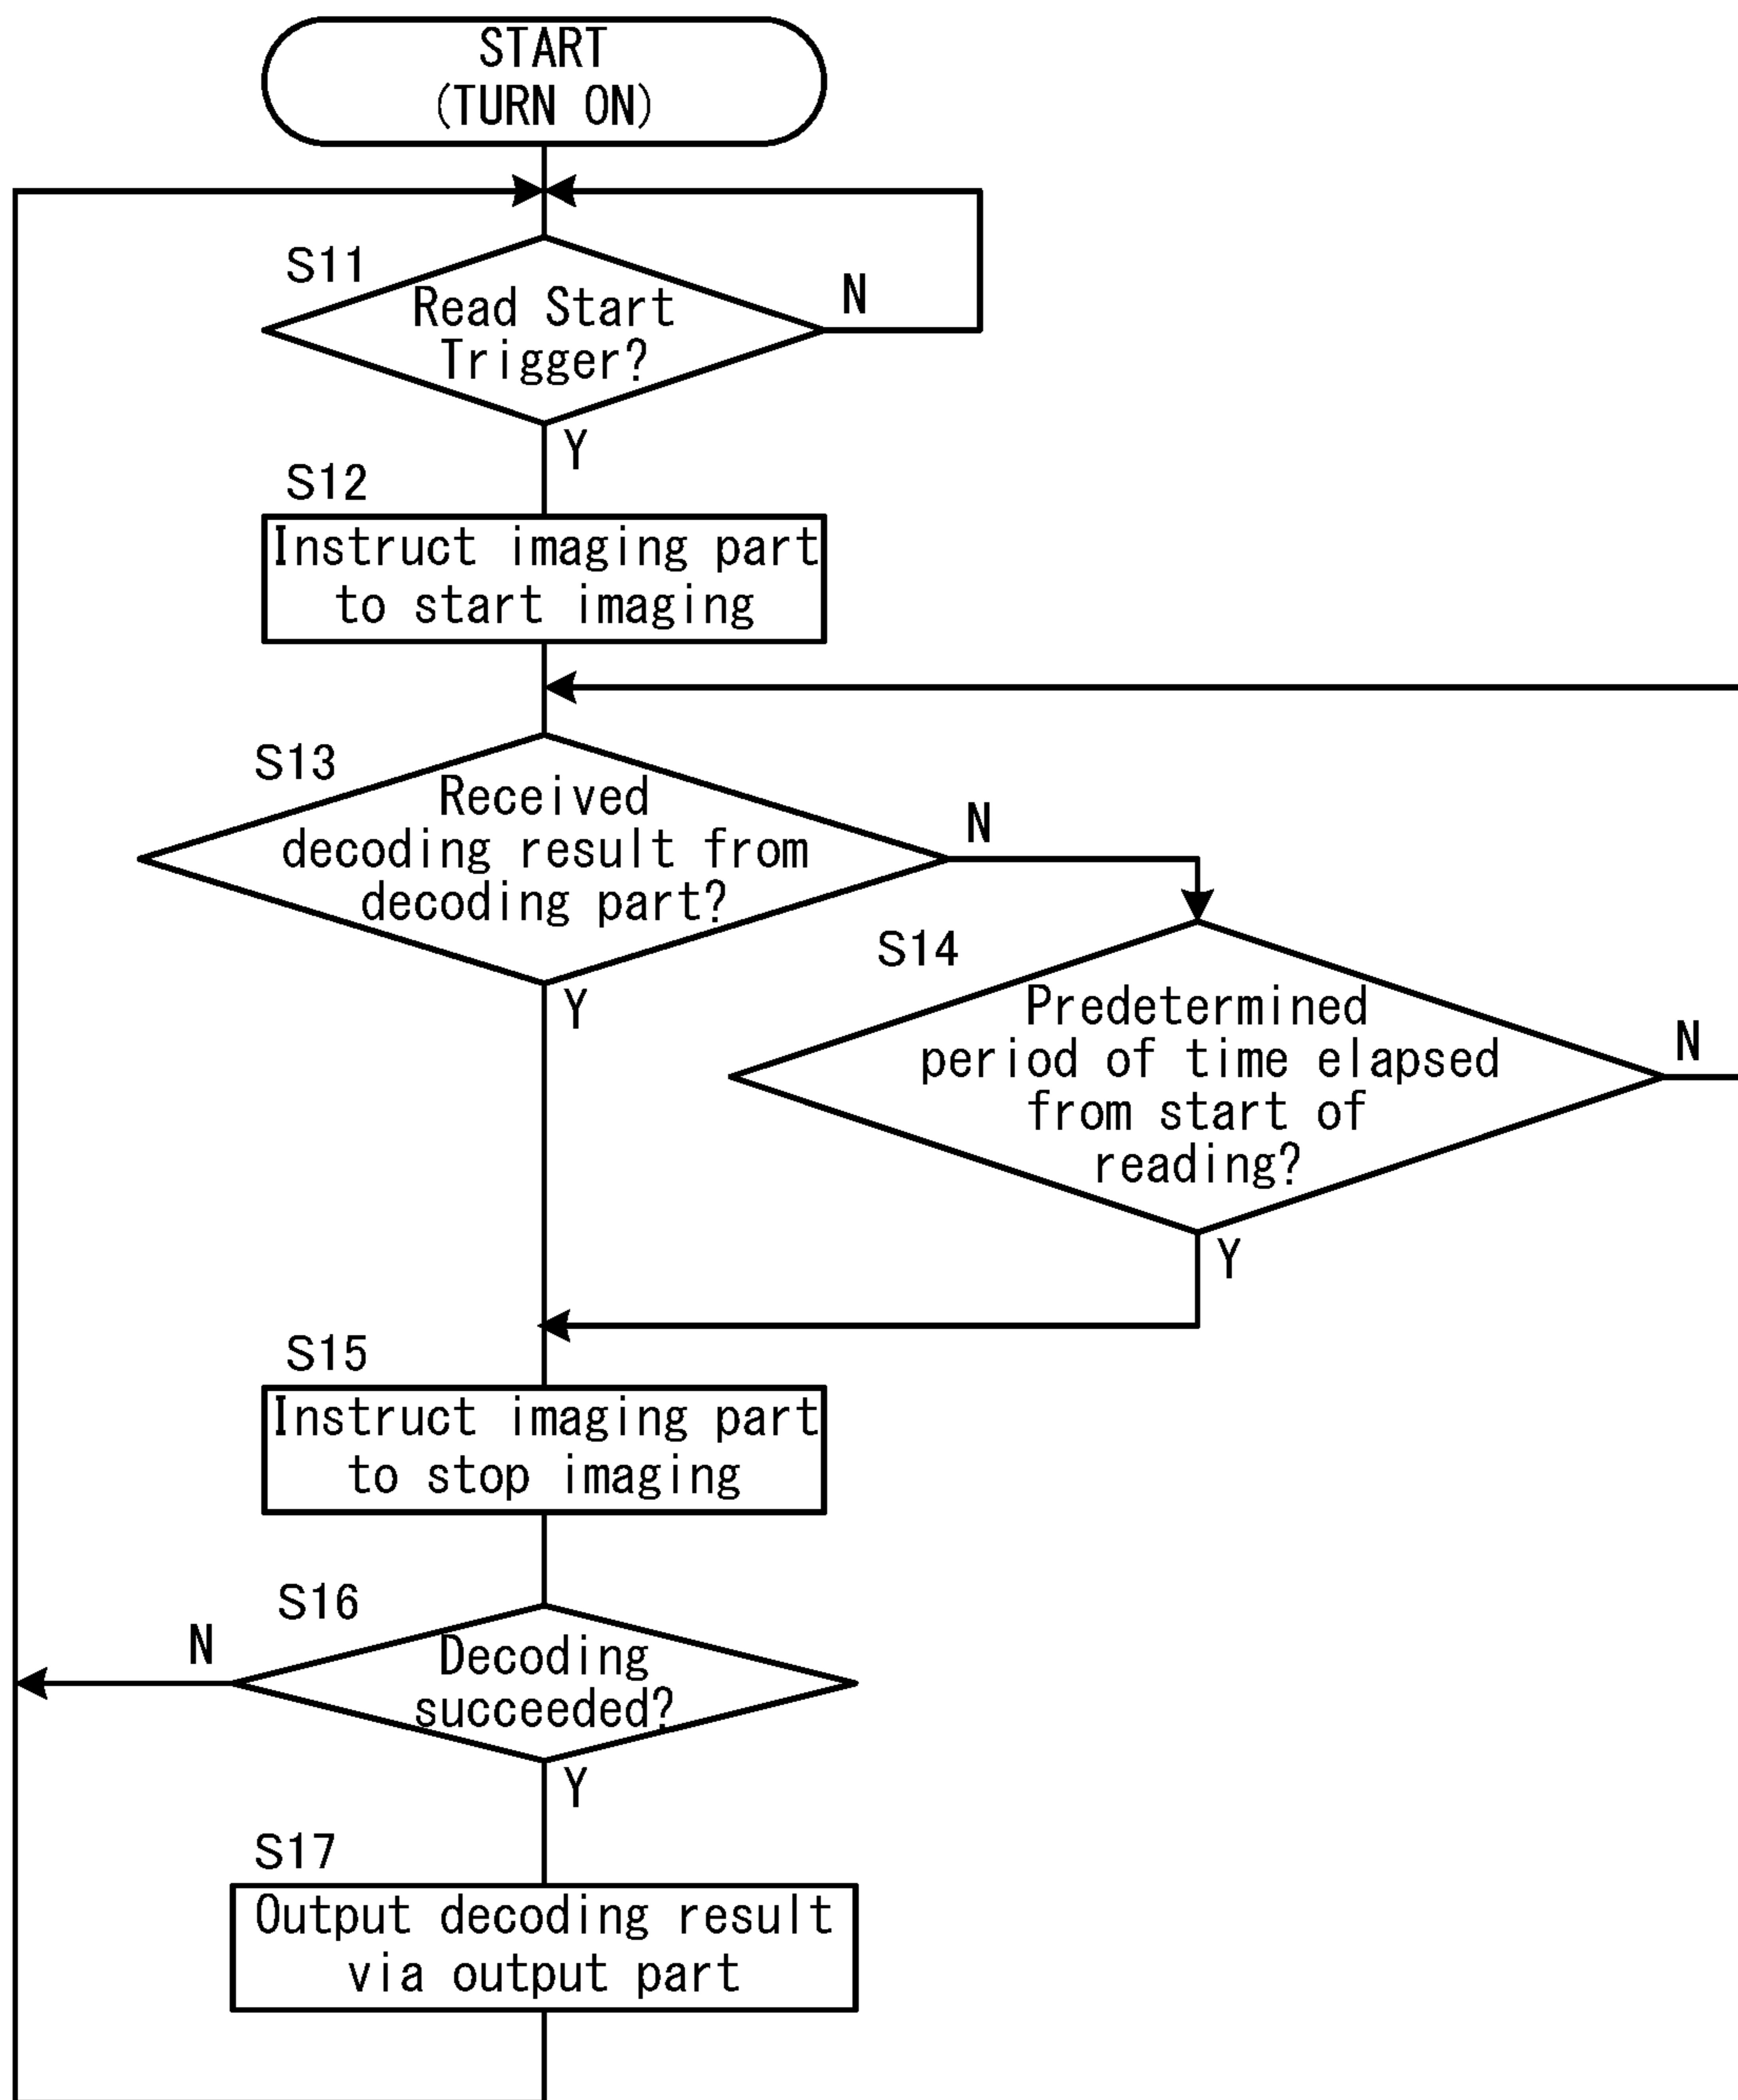 START
(TURN ON)
S11
Read Start
Trigger?
N
Y
S12
Instruct imaging part
to start imaging
S13
Received
decoding result from
decoding part?
N
Y
S14
Predetermined
period of time elapsed
from start of
reading?
N
Y
S15
Instruct imaging part
to stop imaging
S16
Decoding
succeeded?
N
Y
S17
Output decoding result
via output part